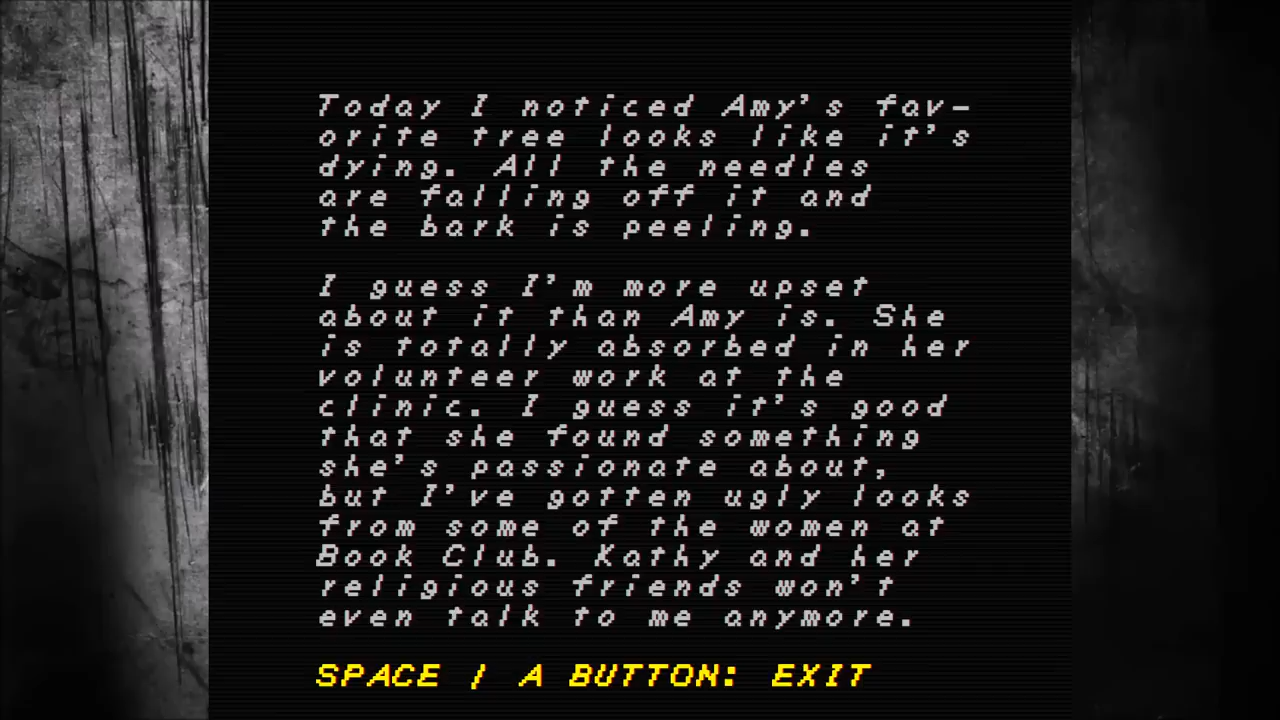 Today I noticed Amy's fav-
orite tree looks like it's
dying. All the needles
are falling off it and
the bark is peeling.
I guess I'm more upset
about it than Amy is. She
is totally absorbed in her
volunteer work at the
clinic. I guess it's good
that she found something
she's passionate about,
but I've gotten ugly looks
from some of the women at
Book Club. Kathy and her
religious friends won't
even talk to me anymore.
SPACE / A BUTTON: EXIT